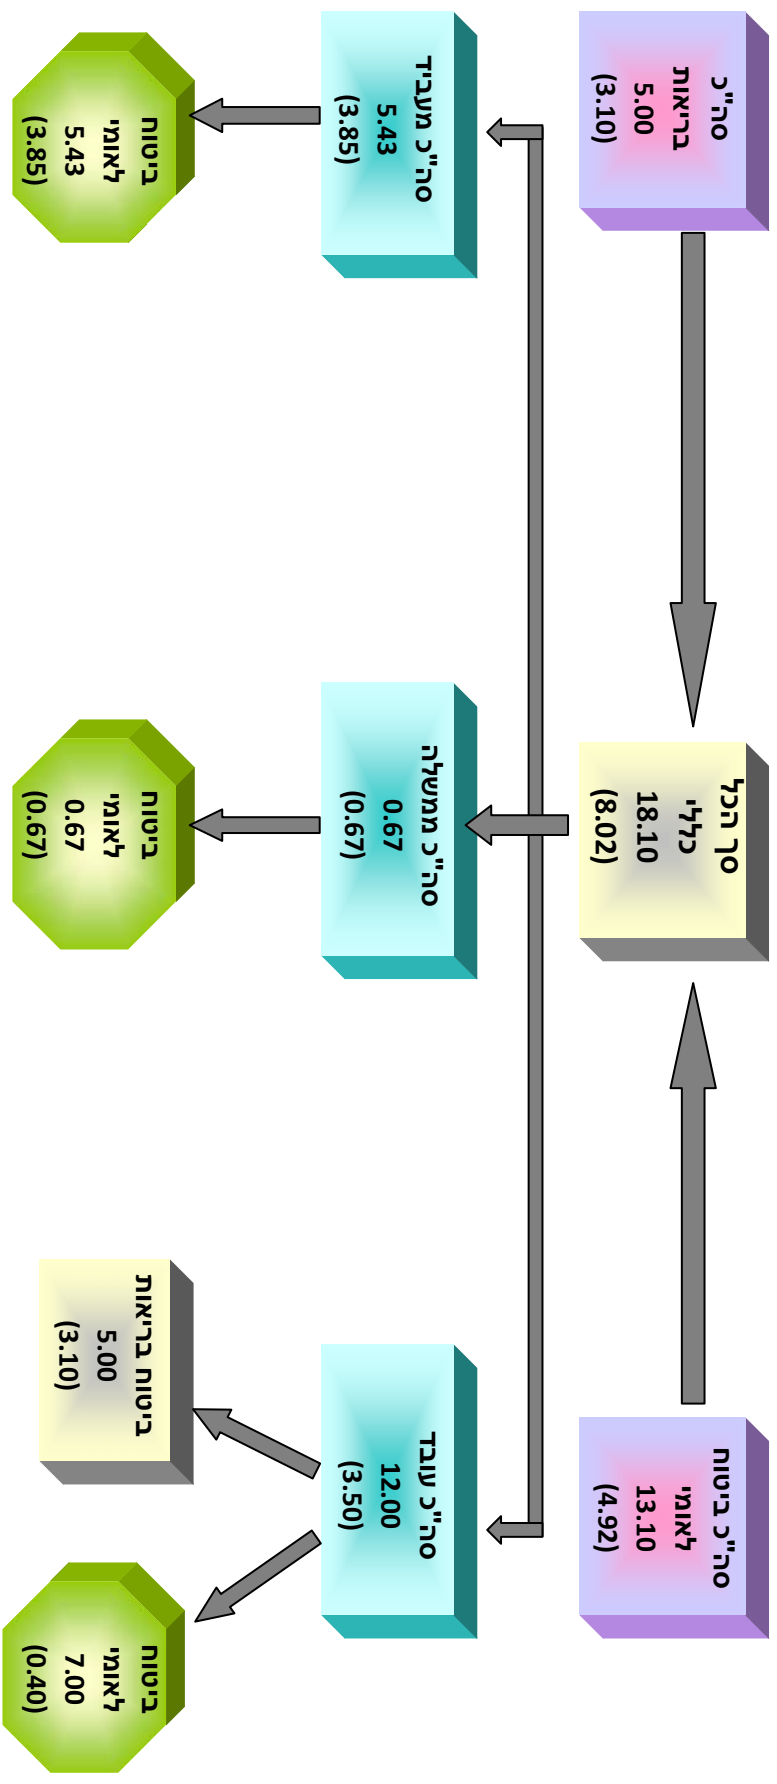 סה"כ ביטוח
לאומי
13.10
(4.92)
סך הכל
כללי
18.10
(8.02)
סה"כ
בריאות
5.00
(3.10)
סה"כ עובד
12.00
(3.50)
סה"כ ממשלה
0.67
(0.67)
סה"כ מעביד
5.43
(3.85)
ביטוח
לאומי
7.00
(0.40)
ביטוח בריאות
5.00
(3.10)
ביטוח
לאומי
0.67
(0.67)
ביטוח
לאומי
5.43
(3.85)